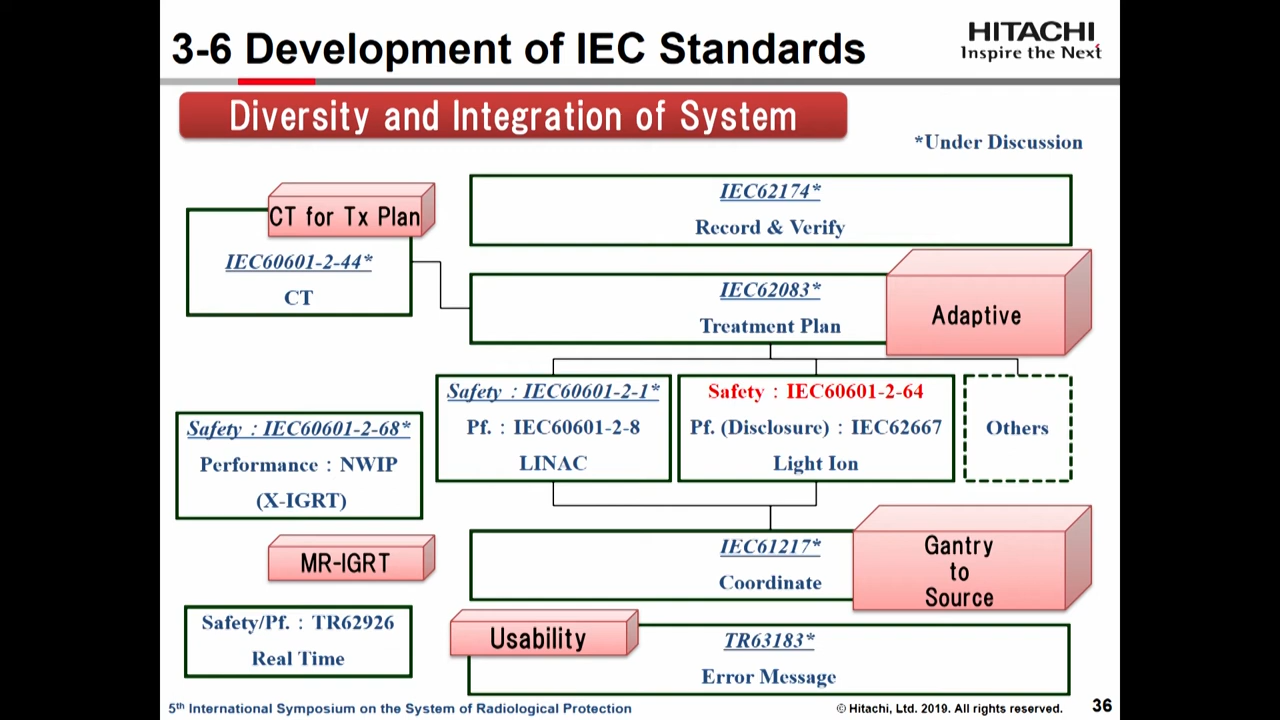 3-6 Development of IEC Standards
HITACHI
Inspire the Next
Diversity and Integration of System
*Under Discussion
CT for Tx Plan
IEC60601-2-44*
CT
IEC62174*
Record & Verify
IEC62083*
Treatment Plan
Adaptive
Safety：IEC60601-2-68*
Performance：NWIP
(X-IGRT)
Safety：IEC60601-2-1*
Pf.：IEC60601-2-8
LINAC
Safety：IEC60601-2-64
Pf. (Disclosure)：IEC62667
Light Ion
Others
MR-IGRT
IEC61217*
Coordinate
Gantry
to
Source
Safety/Pf.：TR62926
Real Time
Usability
TR63183*
Error Message
5th International Symposium on the System of Radiological Protection
© Hitachi, Ltd. 2019. All rights reserved.
36